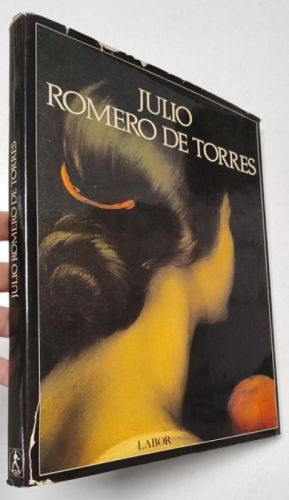 JULIO
ROMERO DE TORRES
LABOR
JULIO ROMERO DE TORRES